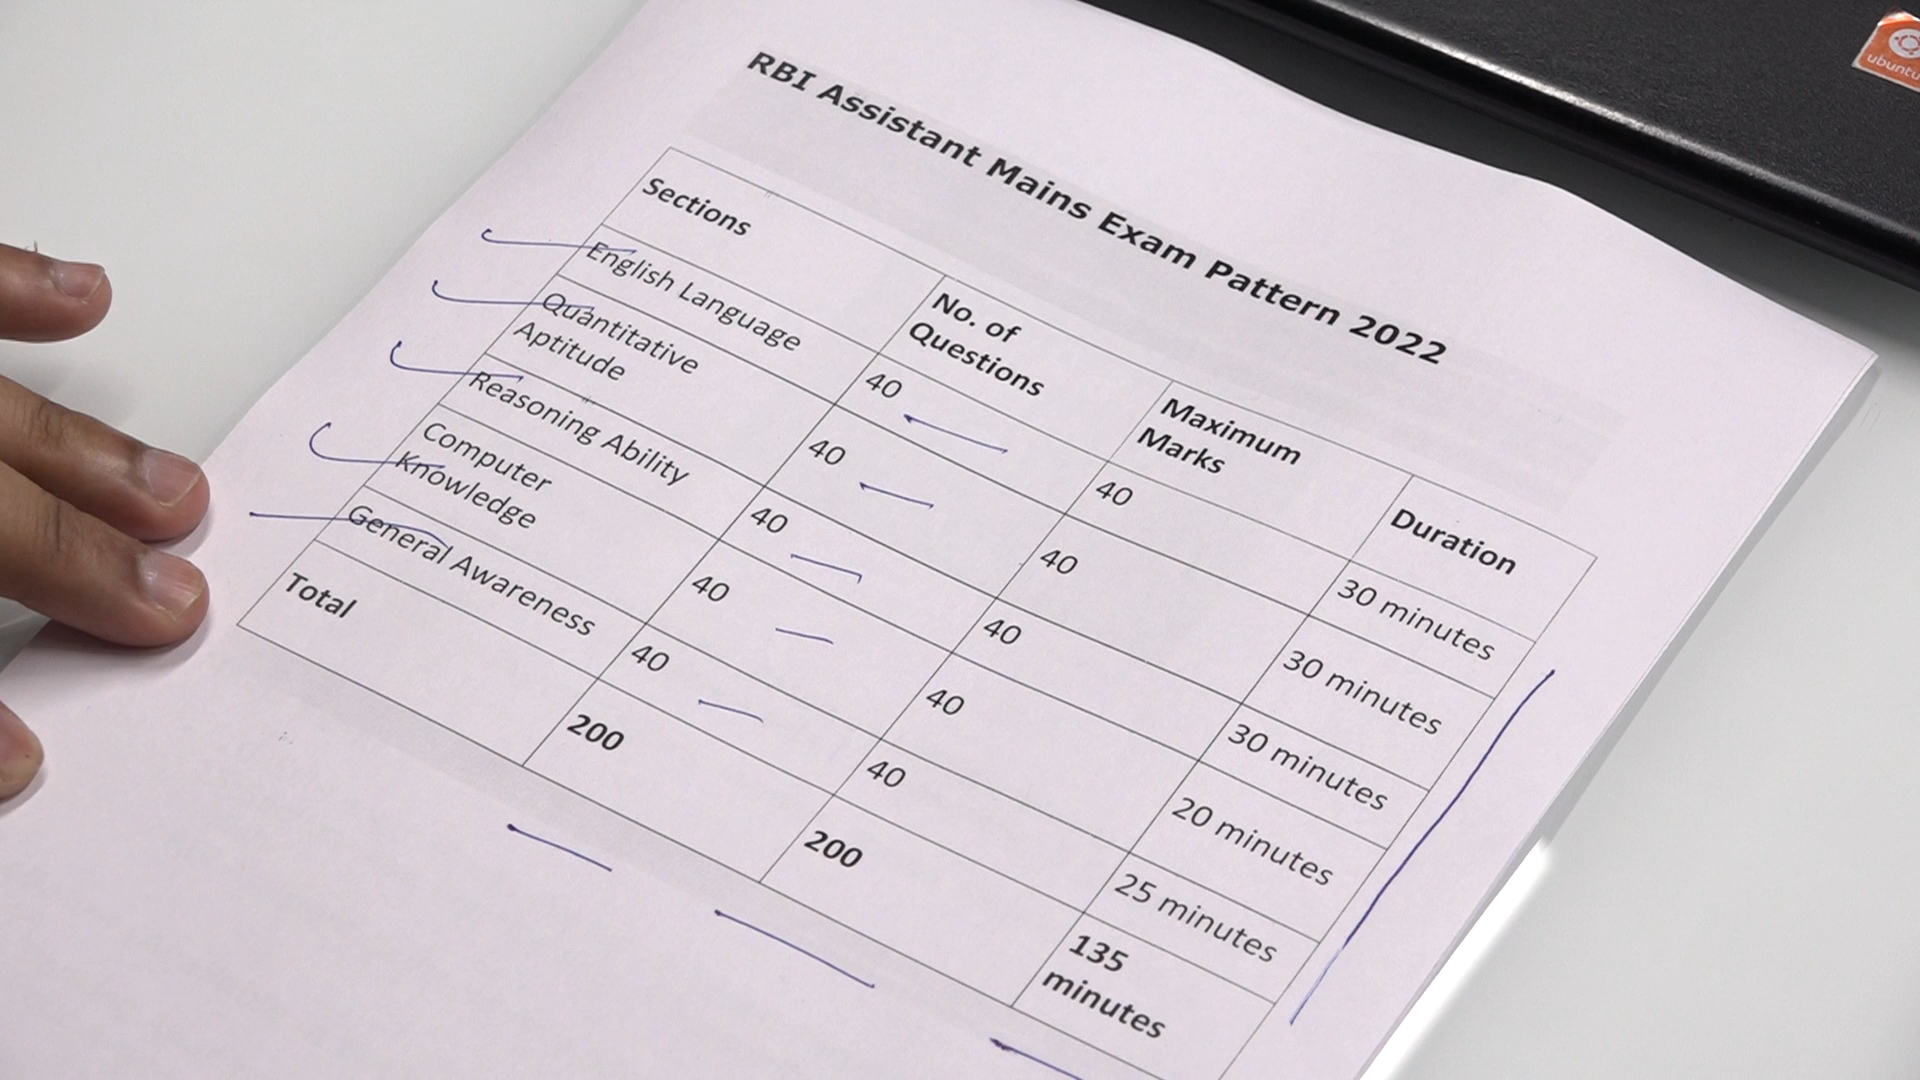 RBI Assistant Mains Exam Pattern 2022
Sections
No. of
Questions
Maximum
Marks
Duration
English Language
40
40
30 minutes
Quantitative
Aptitude
40
40
30 minutes
Reasoning Ability
40
40
30 minutes
Computer
Knowledge
40
40
20 minutes
General Awareness
40
40
25 minutes
Total
200
200
135
minutes
ubuntu